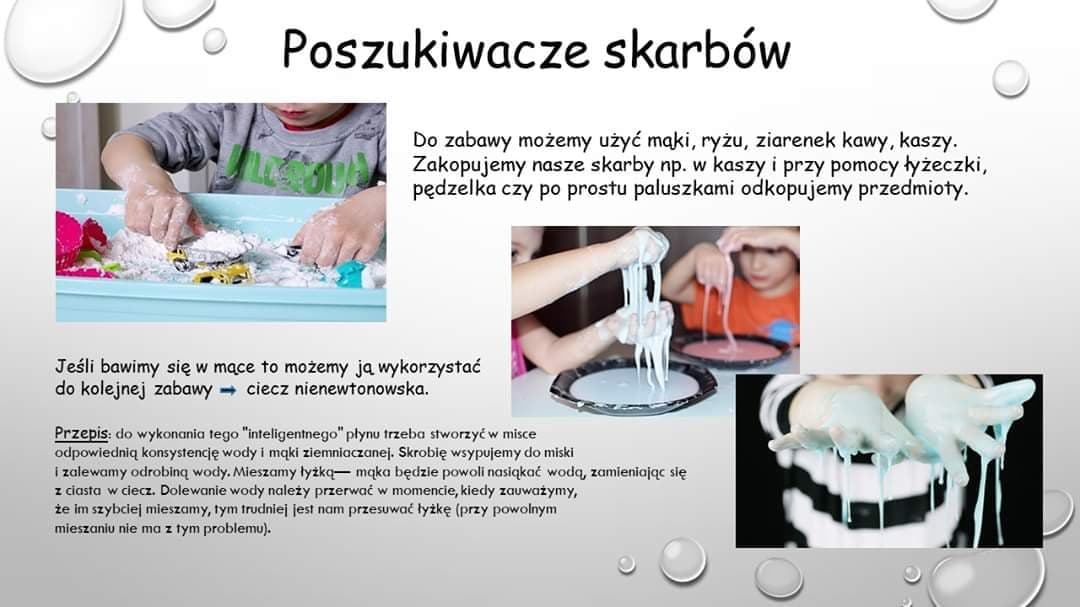 Poszukiwacze skarbów
Do zabawy możemy użyć mąki, ryżu, ziarenek kawy, kaszy.
Zakopujemy nasze skarby np. w kaszy i przy pomocy łyżeczki,
pędzelka czy po prostu paluszkami odkopujemy przedmioty.
Jeśli bawimy się w mące to możemy ją wykorzystać
do kolejnej zabawy ➡ ciecz nienewtonowska.
Przepis: do wykonania tego "inteligentnego" płynu trzeba stworzyć w misce
odpowiednią konsystencję wody i mąki ziemniaczanej. Skrobię wsypujemy do miski
i zalewamy odrobiną wody. Mieszamy łyżką— mąka będzie powoli nasiąkać wodą, zamieniając się
z ciasta w ciecz. Dolewanie wody należy przerwać w momencie, kiedy zauważymy,
że im szybciej mieszamy, tym trudniej jest nam przesuwać łyżkę (przy powolnym
mieszaniu nie ma z tym problemu).